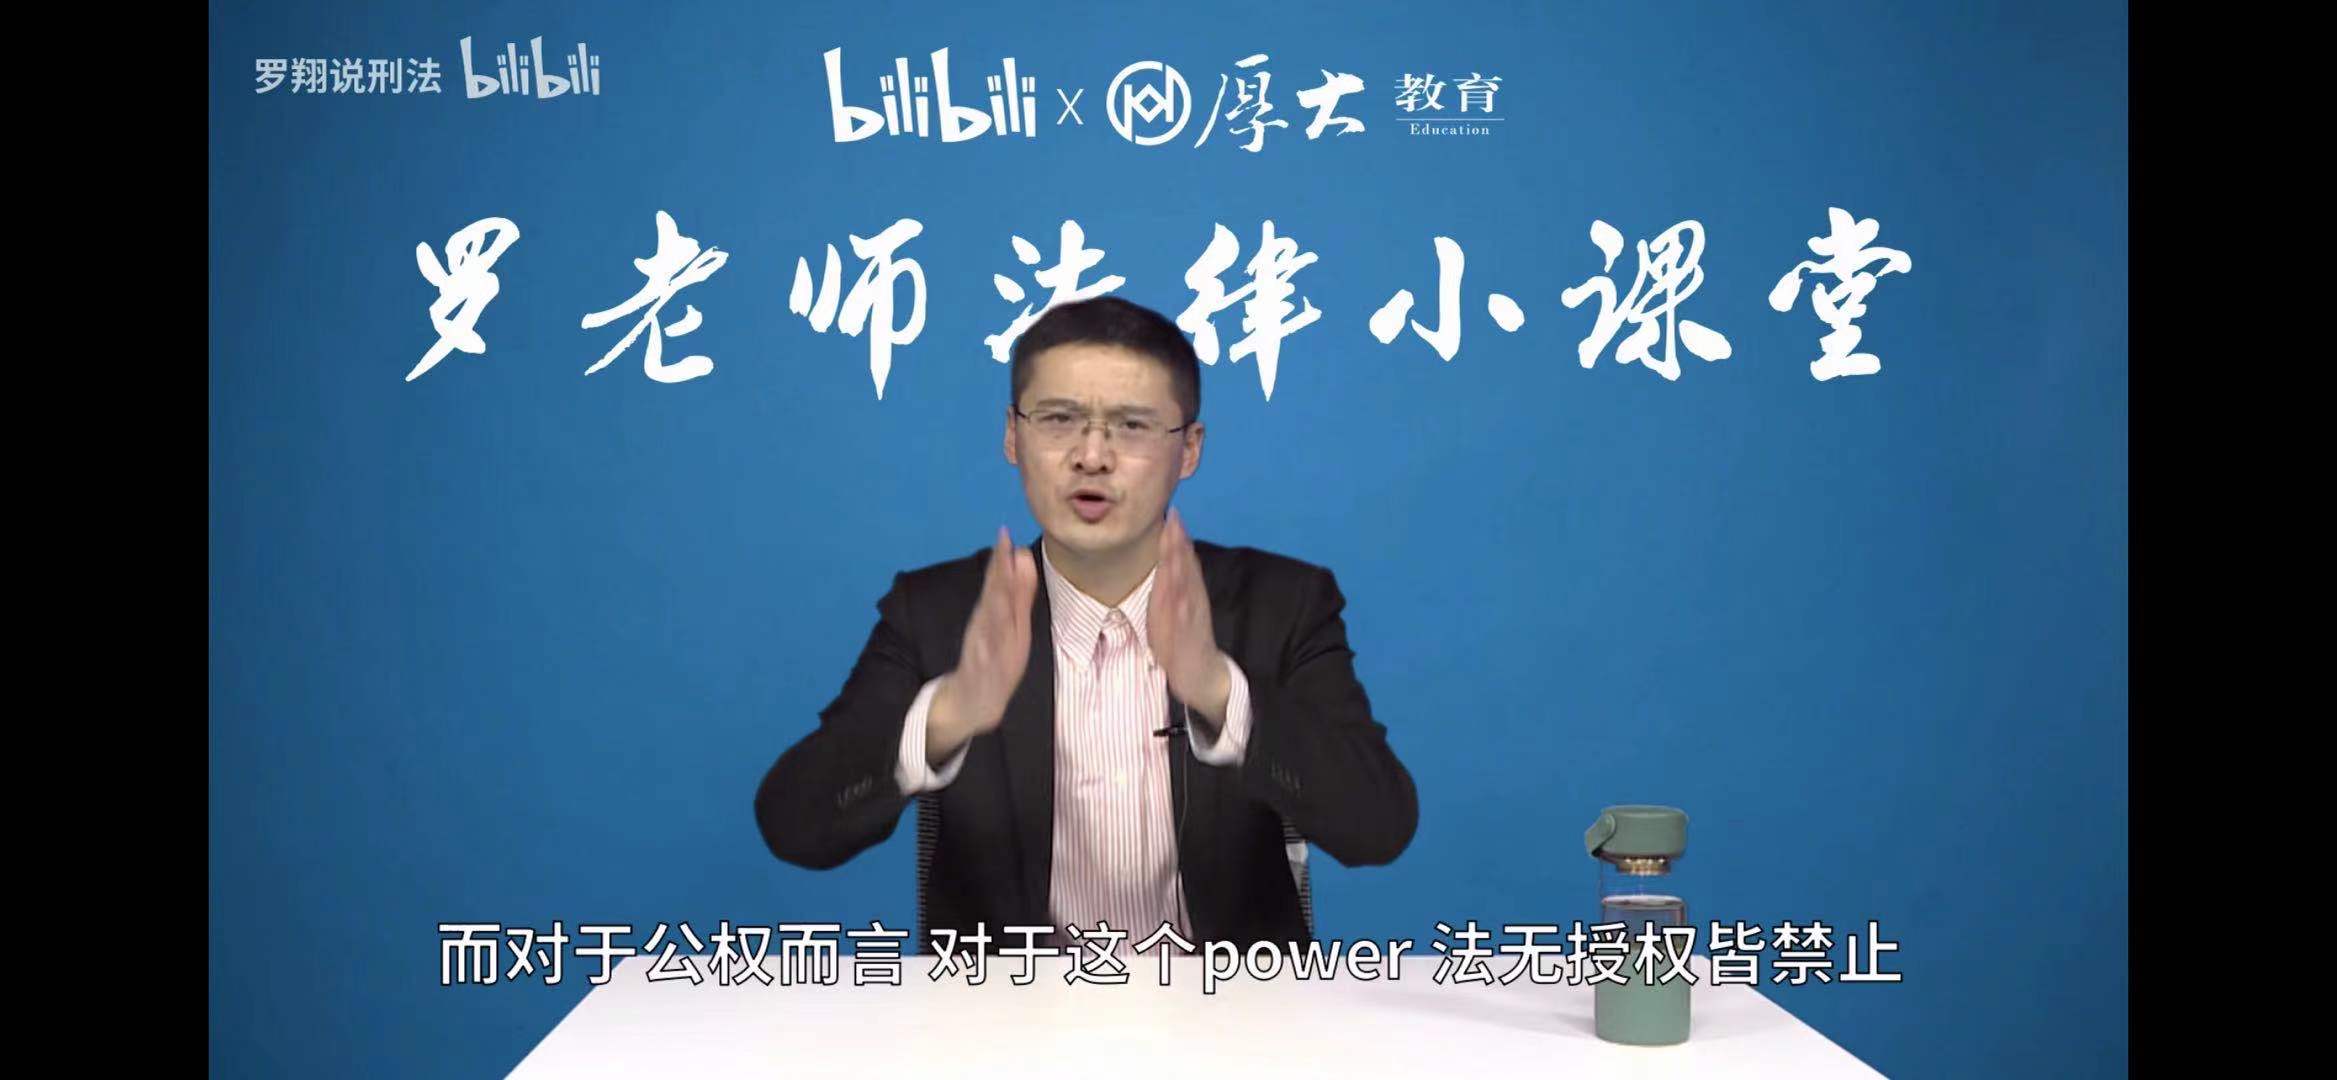 罗翔说刑法 bilibili
bilibili X 厚大 教育
Education
罗老师法律小课堂
而对于公权而言 对于这个power 法无授权皆禁止